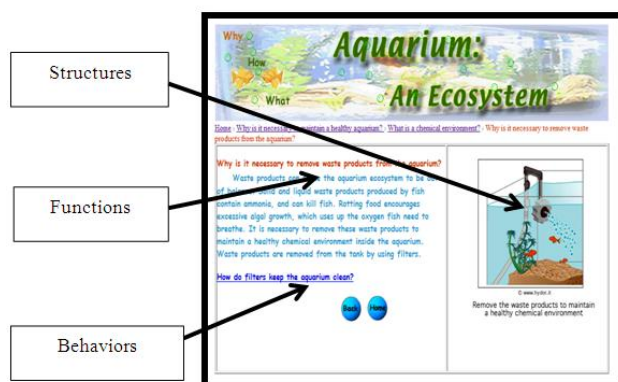 Structures
Functions
Behaviors
Why
How
What
Aquarium:
An Ecosystem
Home > Why is it necessary to maintain a healthy aquarium? > What is a chemical environment? > Why is it necessary to remove waste
products from the aquarium?
Why is it necessary to remove waste products from the aquarium?
Waste products can the aquarium ecosystem to be out
of solid and liquid waste products produced by fish
contain ammonia, and can kill fish. Rotting food encourages
excessive algal growth, which uses up the oxygen fish need to
breathe. It is necessary to remove these waste products to
maintain a healthy chemical environment inside the aquarium.
Waste products are removed from the tank by using filters.
How do filters keep the aquarium clean?
Back
Home
© www.hydor.it
Remove the waste products to maintain
a healthy chemical environment